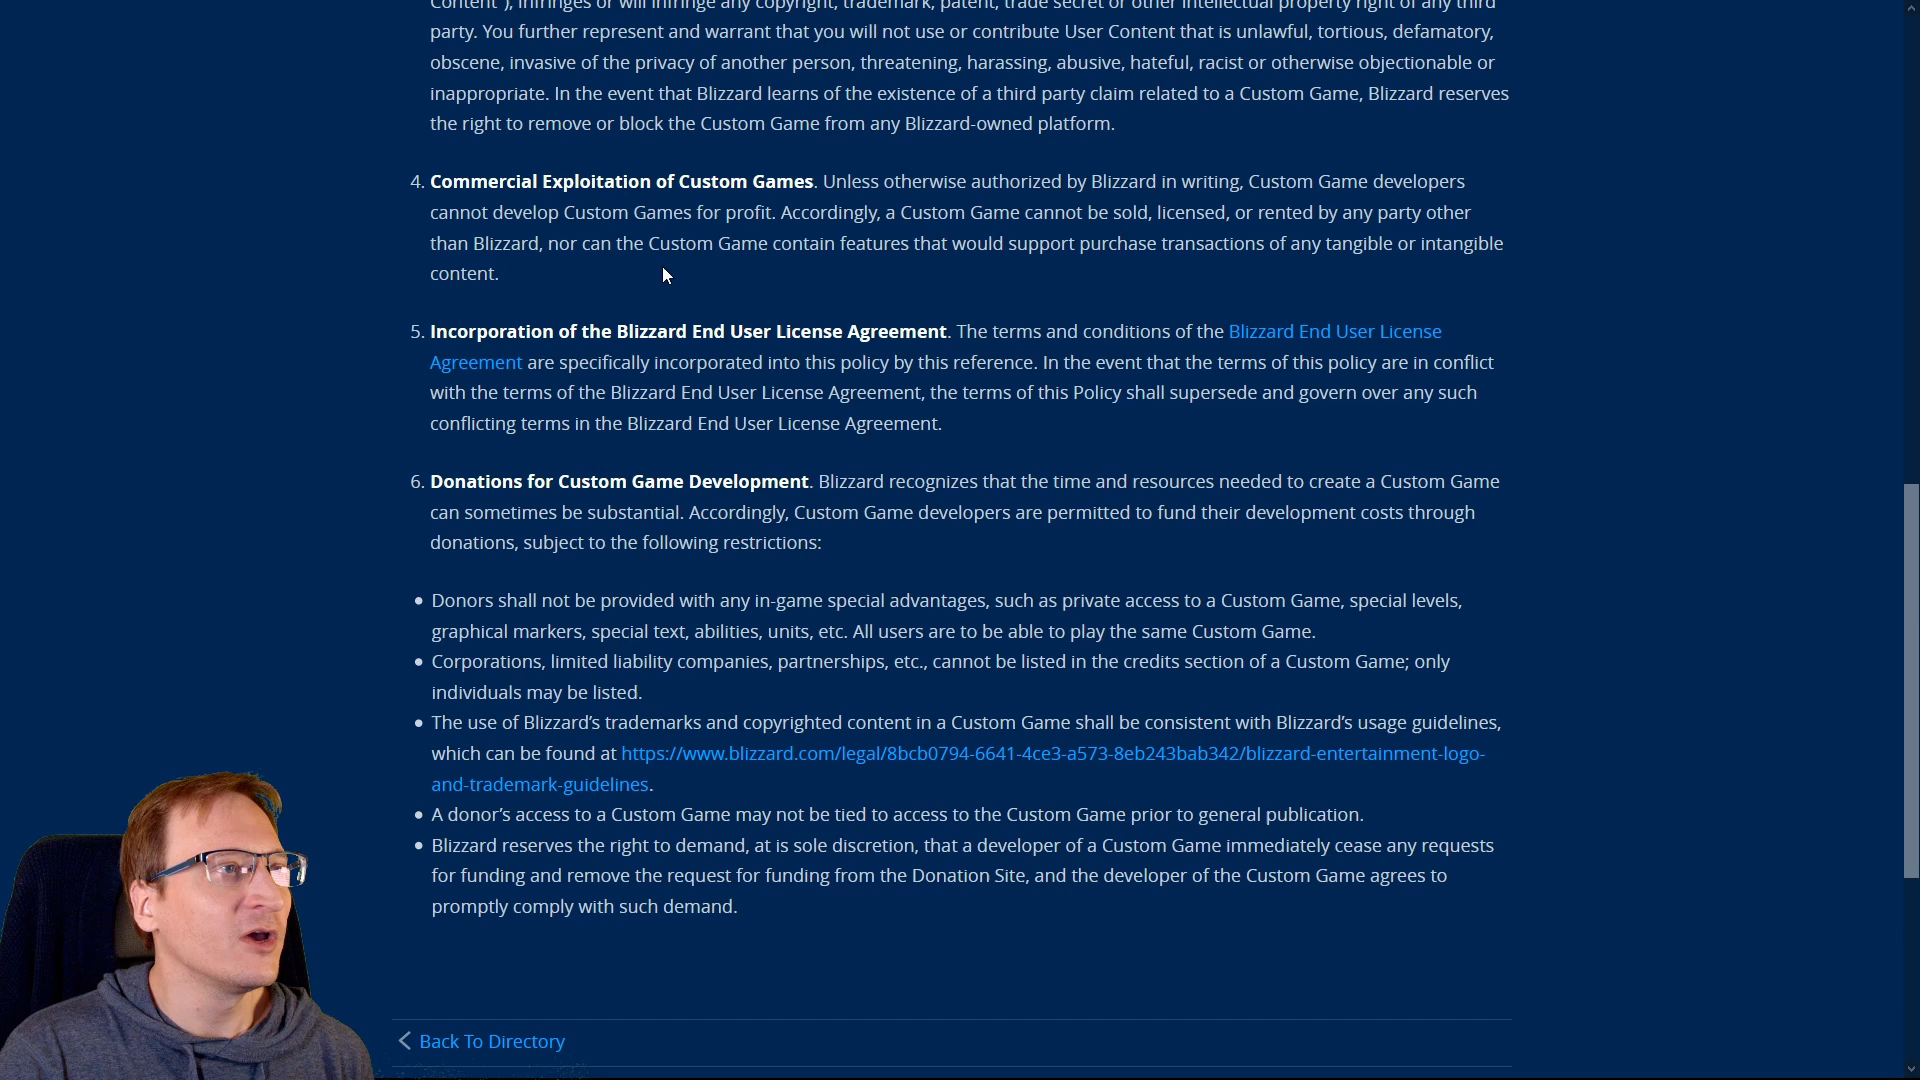 Content"), infringes or will infringe any copyright, trademark, patent, trade secret or other intellectual property right of any third
party. You further represent and warrant that you will not use or contribute User Content that is unlawful, tortious, defamatory,
obscene, invasive of the privacy of another person, threatening, harassing, abusive, hateful, racist or otherwise objectionable or
inappropriate. In the event that Blizzard learns of the existence of a third party claim related to a Custom Game, Blizzard reserves
the right to remove or block the Custom Game from any Blizzard-owned platform.
4. Commercial Exploitation of Custom Games. Unless otherwise authorized by Blizzard in writing, Custom Game developers
cannot develop Custom Games for profit. Accordingly, a Custom Game cannot be sold, licensed, or rented by any party other
than Blizzard, nor can the Custom Game contain features that would support purchase transactions of any tangible or intangible
content.
5. Incorporation of the Blizzard End User License Agreement. The terms and conditions of the Blizzard End User License
Agreement are specifically incorporated into this policy by this reference. In the event that the terms of this policy are in conflict
with the terms of the Blizzard End User License Agreement, the terms of this Policy shall supersede and govern over any such
conflicting terms in the Blizzard End User License Agreement.
6. Donations for Custom Game Development. Blizzard recognizes that the time and resources needed to create a Custom Game
can sometimes be substantial. Accordingly, Custom Game developers are permitted to fund their development costs through
donations, subject to the following restrictions:
• Donors shall not be provided with any in-game special advantages, such as private access to a Custom Game, special levels,
graphical markers, special text, abilities, units, etc. All users are to be able to play the same Custom Game.
• Corporations, limited liability companies, partnerships, etc., cannot be listed in the credits section of a Custom Game; only
individuals may be listed.
• The use of Blizzard's trademarks and copyrighted content in a Custom Game shall be consistent with Blizzard's usage guidelines,
which can be found at https://www.blizzard.com/legal/8bcb0794-6641-4ce3-a573-8eb243bab342/blizzard-entertainment-logo-
and-trademark-guidelines.
• A donor's access to a Custom Game may not be tied to access to the Custom Game prior to general publication.
• Blizzard reserves the right to demand, at is sole discretion, that a developer of a Custom Game immediately cease any requests
for funding and remove the request for funding from the Donation Site, and the developer of the Custom Game agrees to
promptly comply with such demand.
Back To Directory